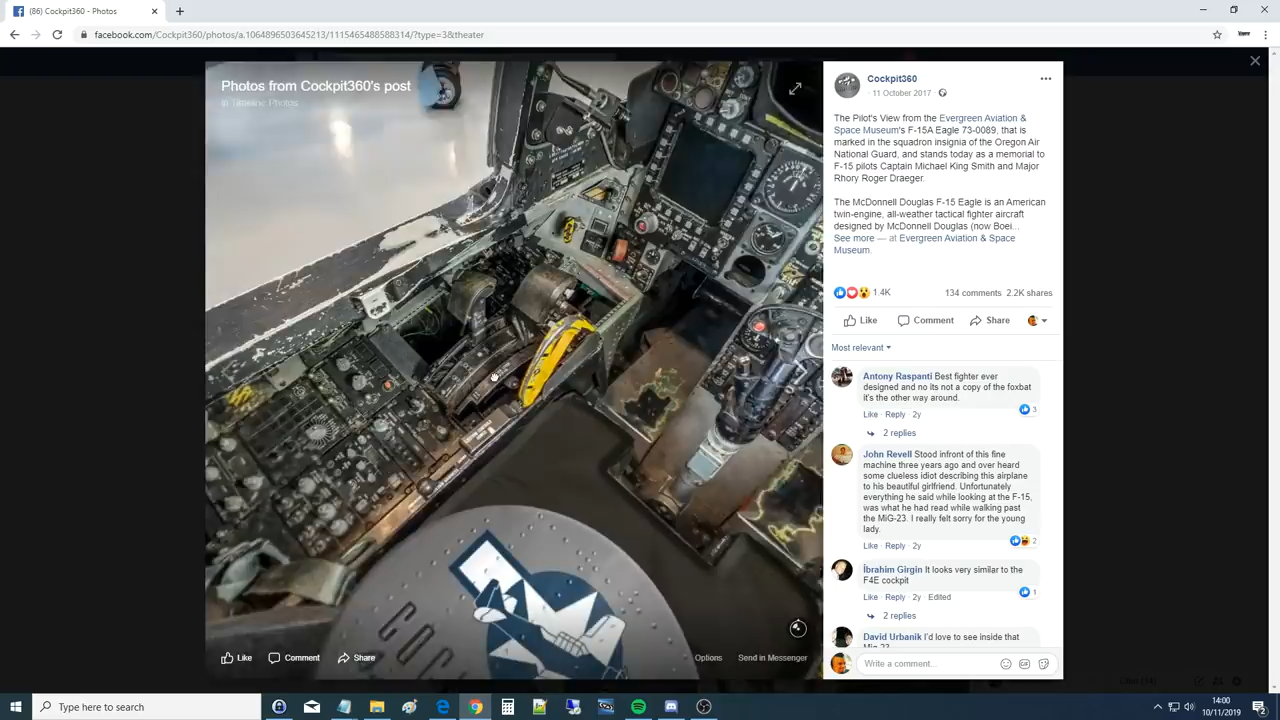 (86) Cockpit360 - Photos
facebook.com/Cockpit360/photos/a.1064896503645213/1115465488588314/?type=3&theater
Photos from Cockpit360's post
in Timeline Photos
Like
Comment
Share
Options
Send in Messenger
Cockpit360
· 11 October 2017 ·
The Pilot's View from the Evergreen Aviation &
Space Museum's F-15A Eagle 73-0089, that is
marked in the squadron insignia of the Oregon Air
National Guard, and stands today as a memorial to
F-15 pilots Captain Michael King Smith and Major
Rhory Roger Draeger.
The McDonnell Douglas F-15 Eagle is an American
twin-engine, all-weather tactical fighter aircraft
designed by McDonnell Douglas (now Boei...
See more — at Evergreen Aviation & Space
Museum.
1.4K
134 comments 2.2K shares
Like
Comment
Share
Most relevant
Antony Raspanti Best fighter ever
designed and no its not a copy of the foxbat
it's the other way around.
3
Like · Reply · 2y
2 replies
John Revell Stood infront of this fine
machine three years ago and over heard
some clueless idiot describing this airplane
to his beautiful girlfriend. Unfortunately
everything he said while looking at the F-15,
was what he had read while walking past
the MiG-23. I really felt sorry for the young
lady.
2
Like · Reply · 2y
İbrahim Girgin It looks very similar to the
F4E cockpit
1
Like · Reply · 2y · Edited
2 replies
David Urbanik I'd love to see inside that
Mig-23
Write a comment...
GIF
Type here to search
14:00
10/11/2019
2